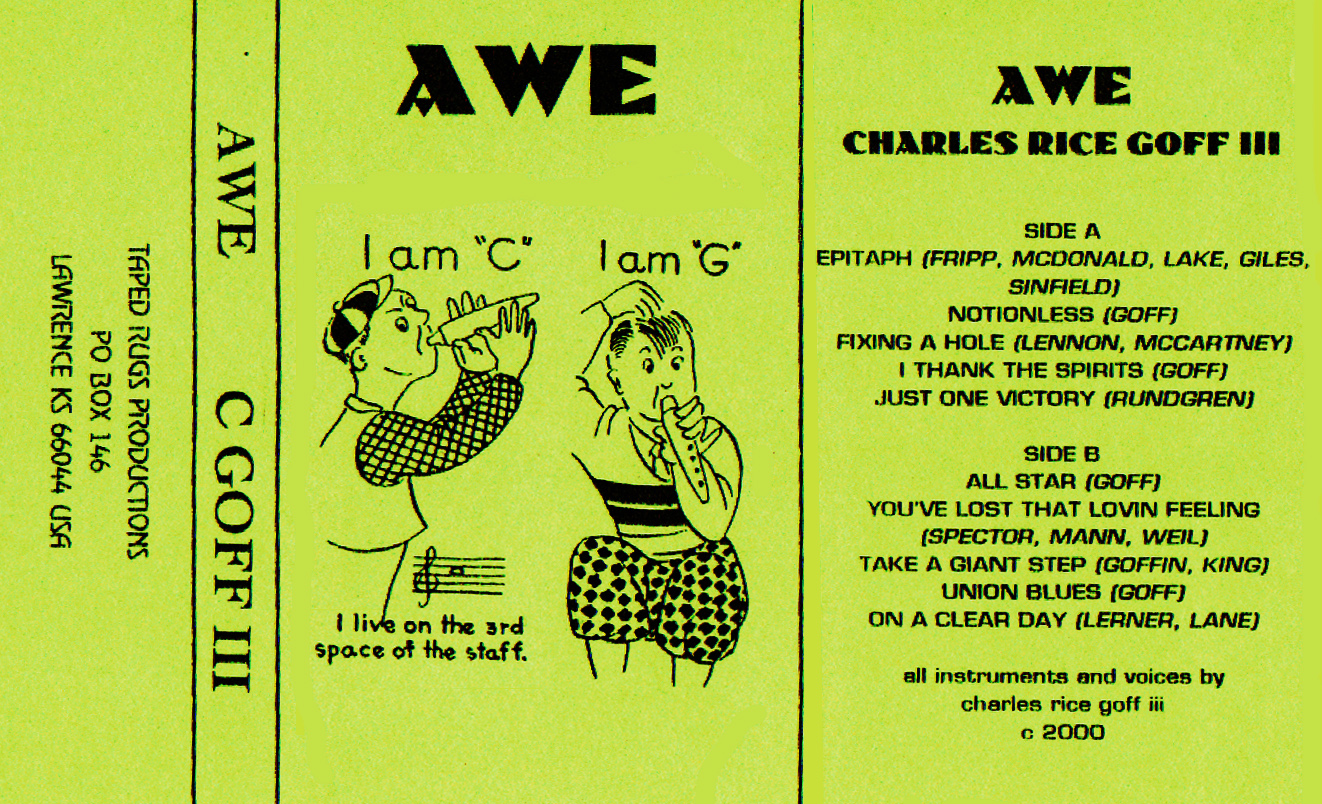 TAPED RUGS PRODUCTIONS
PO BOX 146
LAWRENCE KS 66044 USA
AWE C GOFF III
AWE
I am "C"
I am "G"
I live on the 3rd
space of the staff.
AWE
CHARLES RICE GOFF III
SIDE A
EPITAPH (FRIPP, MCDONALD, LAKE, GILES,
SINFIELD)
NOTIONLESS (GOFF)
FIXING A HOLE (LENNON, MCCARTNEY)
I THANK THE SPIRITS (GOFF)
JUST ONE VICTORY (RUNDGREN)
SIDE B
ALL STAR (GOFF)
YOU'VE LOST THAT LOVIN FEELING
(SPECTOR, MANN, WEIL)
TAKE A GIANT STEP (GOFFIN, KING)
UNION BLUES (GOFF)
ON A CLEAR DAY (LERNER, LANE)
all instruments and voices by
charles rice goff iii
c 2000